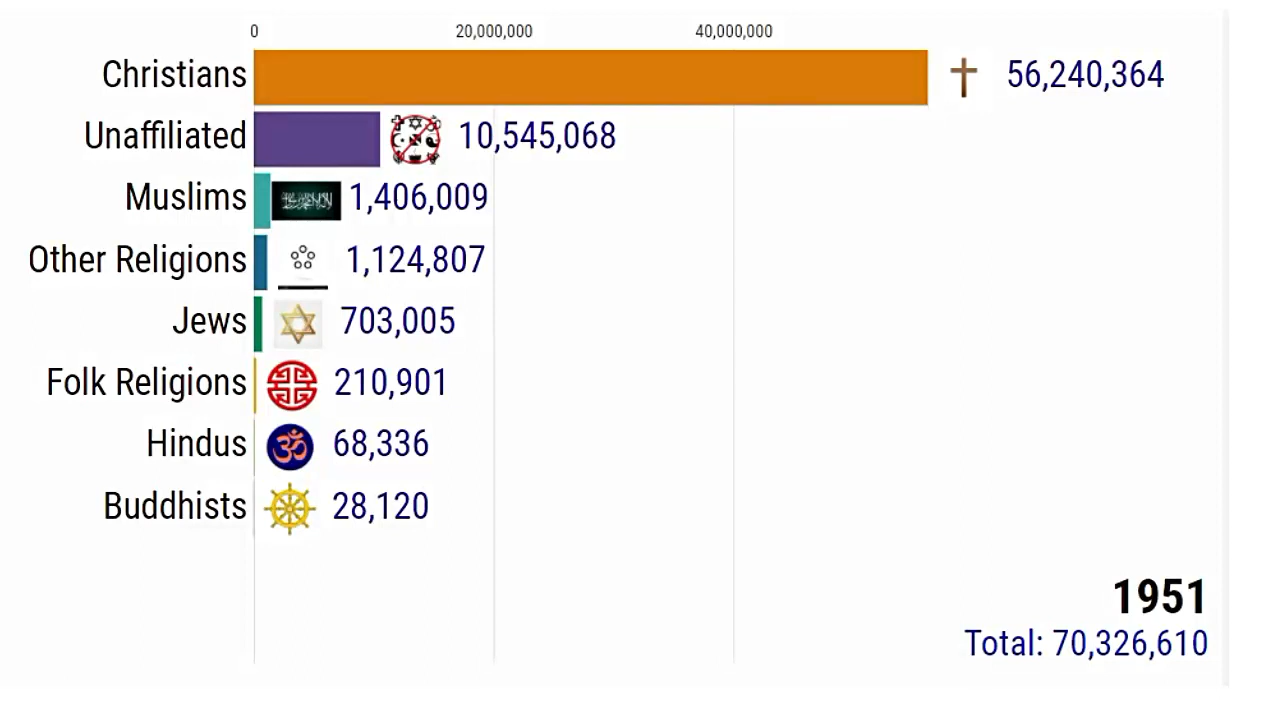 0 20,000,000 40,000,000
Christians 56,240,364
Unaffiliated 10,545,068
Muslims 1,406,009
Other Religions 1,124,807
Jews 703,005
Folk Religions 210,901
Hindus 68,336
Buddhists 28,120
1951
Total: 70,326,610